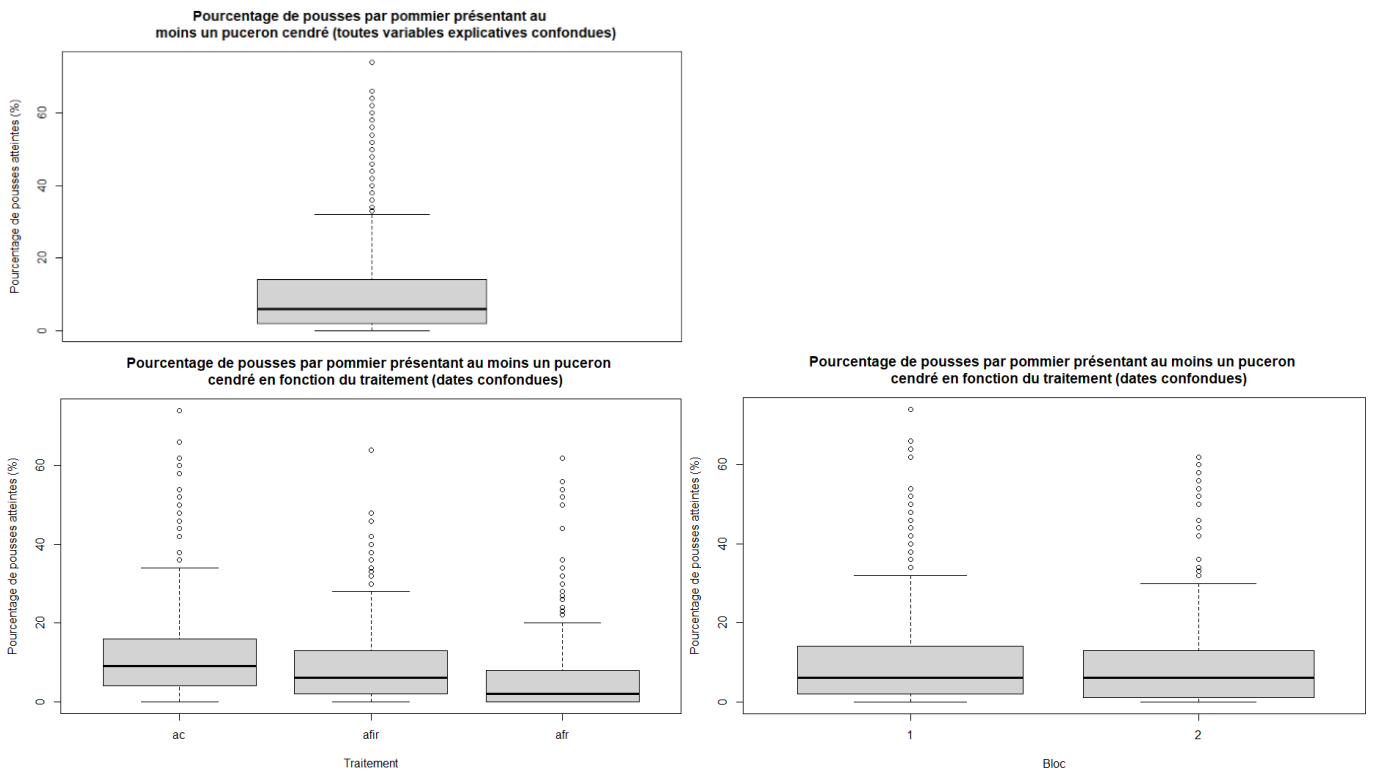 Pourcentage de pousses par pommier présentant au
moins un puceron cendré (toutes variables explicatives confondues)
Pourcentage de pousses atteintes (%)
60
40
20
0
Pourcentage de pousses par pommier présentant au moins un puceron
cendré en fonction du traitement (dates confondues)
Pourcentage de pousses atteintes (%)
60
40
20
0
ac afir afr
Traitement
Pourcentage de pousses par pommier présentant au moins un puceron
cendré en fonction du traitement (dates confondues)
Pourcentage de pousses atteintes (%)
60
40
20
0
1 2
Bloc